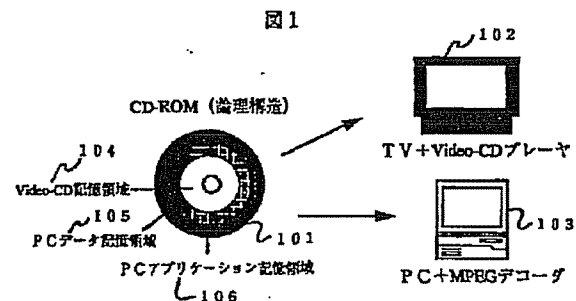 図1
102
CD-ROM (論理構造)
104
TV+Video-CDプレーヤ
Video-CD記憶領域
105
PCデータ記憶領域
101
103
PCアプリケーション記憶領域
106
PC+MPEGデコーダ